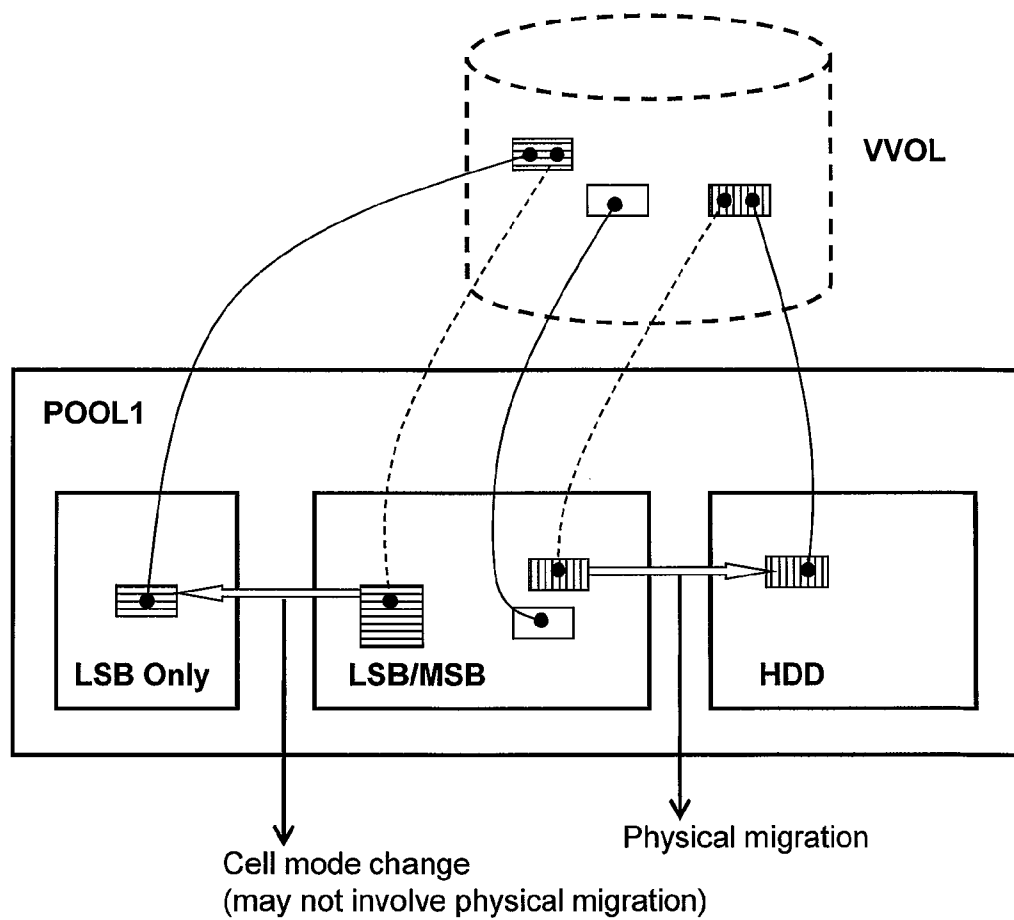 VVOL
POOL1
LSB Only
LSB/MSB
HDD
Physical migration
Cell mode change
(may not involve physical migration)